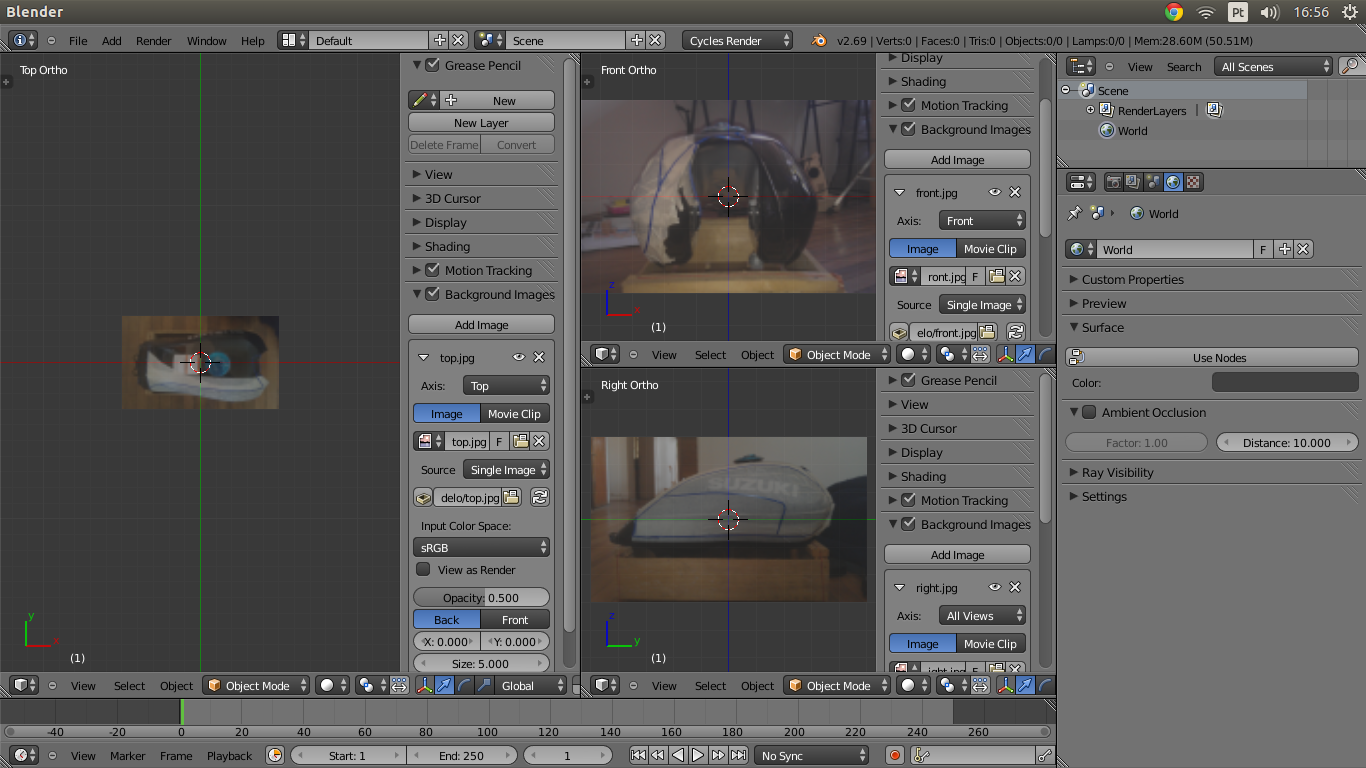 Blender
Pt 16:56
File Add Render Window Help Default Scene Cycles Render v2.69 | Verts:0 | Faces:0 | Tris:0 | Objects:0/0 | Lamps:0/0 | Mem:28.60M (50.51M)
Top Ortho
Grease Pencil
New
New Layer
Delete Frame Convert
View
3D Cursor
Display
Shading
Motion Tracking
Background Images
Add Image
top.jpg
Axis: Top
Image Movie Clip
top.jpg F
Source Single Image
delo/top.jpg
Input Color Space:
sRGB
View as Render
Opacity: 0.500
Back Front
X: 0.000 Y: 0.000
Size: 5.000
y
x
(1)
View Select Object Object Mode Global
Front Ortho
Display
Shading
Motion Tracking
Background Images
Add Image
front.jpg
Axis: Front
Image Movie Clip
ront.jpg F
Source Single Image
elo/front.jpg
z
x
(1)
View Select Object Object Mode
Right Ortho
SUZUKI
Grease Pencil
View
3D Cursor
Display
Shading
Motion Tracking
Background Images
Add Image
right.jpg
Axis: All Views
Image Movie Clip
z
y
(1)
View Select Object Object Mode
View Search All Scenes
Scene
RenderLayers |
World
World
World F
Custom Properties
Preview
Surface
Use Nodes
Color:
Ambient Occlusion
Factor: 1.00 Distance: 10.000
Ray Visibility
Settings
-40 -20 0 20 40 60 80 100 120 140 160 180 200 220 240 260
View Marker Frame Playback Start: 1 End: 250 1 No Sync